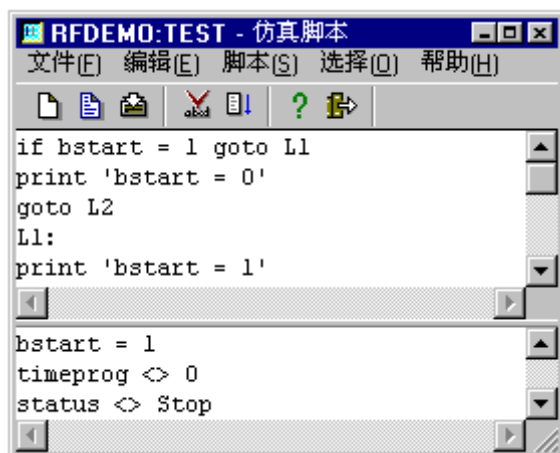 RFDEMO:TEST - 仿真脚本
文件(F) 编辑(E) 脚本(S) 选择(O) 帮助(H)
abcd ?
if bstart = 1 goto L1
print 'bstart = 0'
goto L2
L1:
print 'bstart = 1'
bstart = 1
timeprog <> 0
status <> Stop